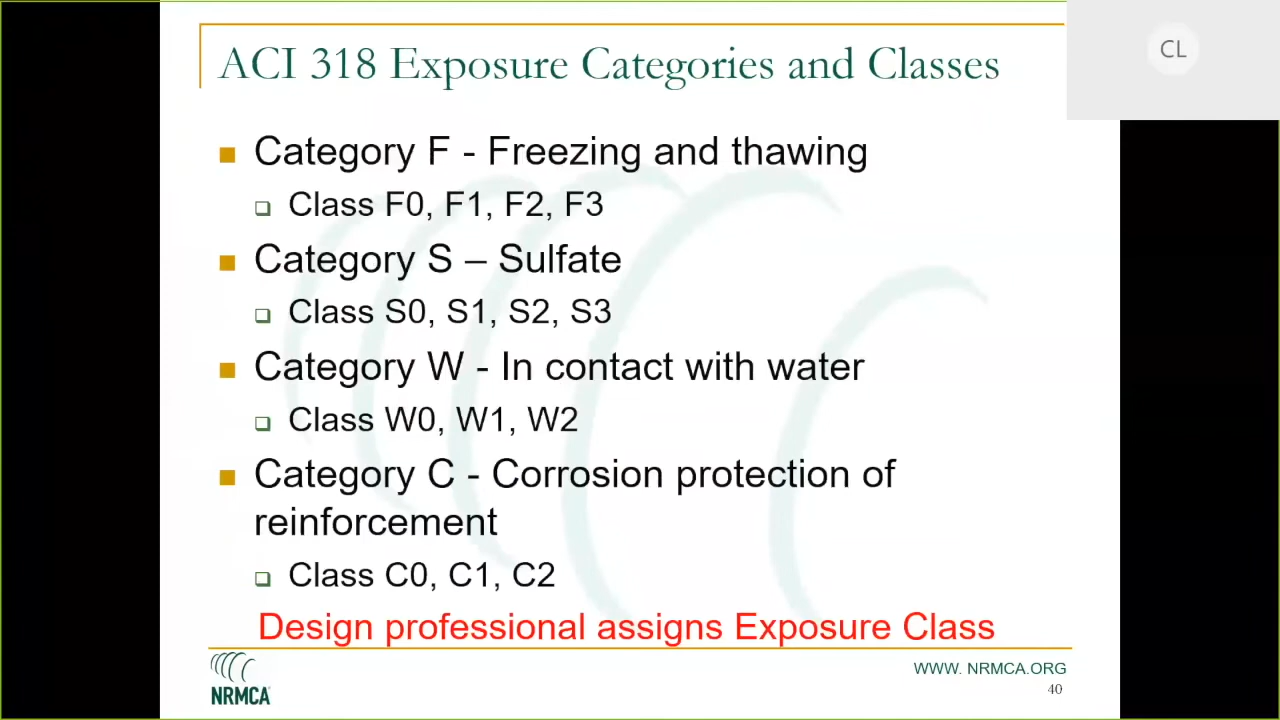 ACI 318 Exposure Categories and Classes
CL
Category F - Freezing and thawing
Class F0, F1, F2, F3
Category S – Sulfate
Class S0, S1, S2, S3
Category W - In contact with water
Class W0, W1, W2
Category C - Corrosion protection of
reinforcement
Class C0, C1, C2
Design professional assigns Exposure Class
NRMCA
WWW. NRMCA.ORG
40